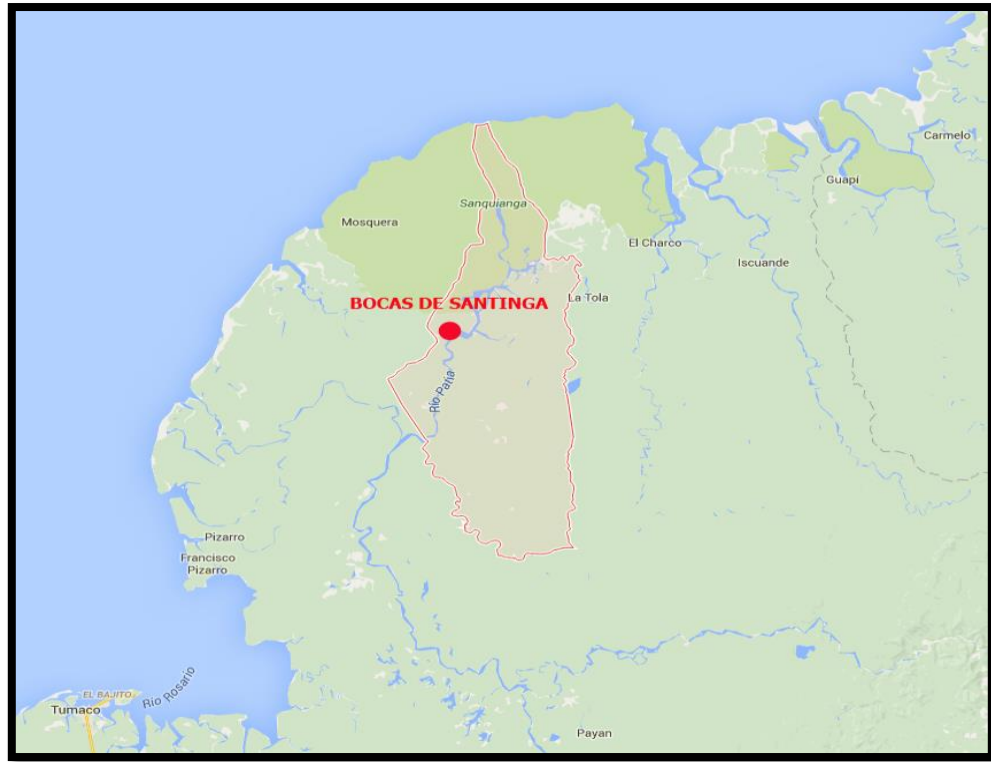 Carmelo
Guapí
Sanquianga
Mosquera
El Charco
Iscuande
La Tola
BOCAS DE SANTINGA
Río Patía
Pizarro
Francisco
Pizarro
Río Rosario
EL BAJITO
Tumaco
Payan